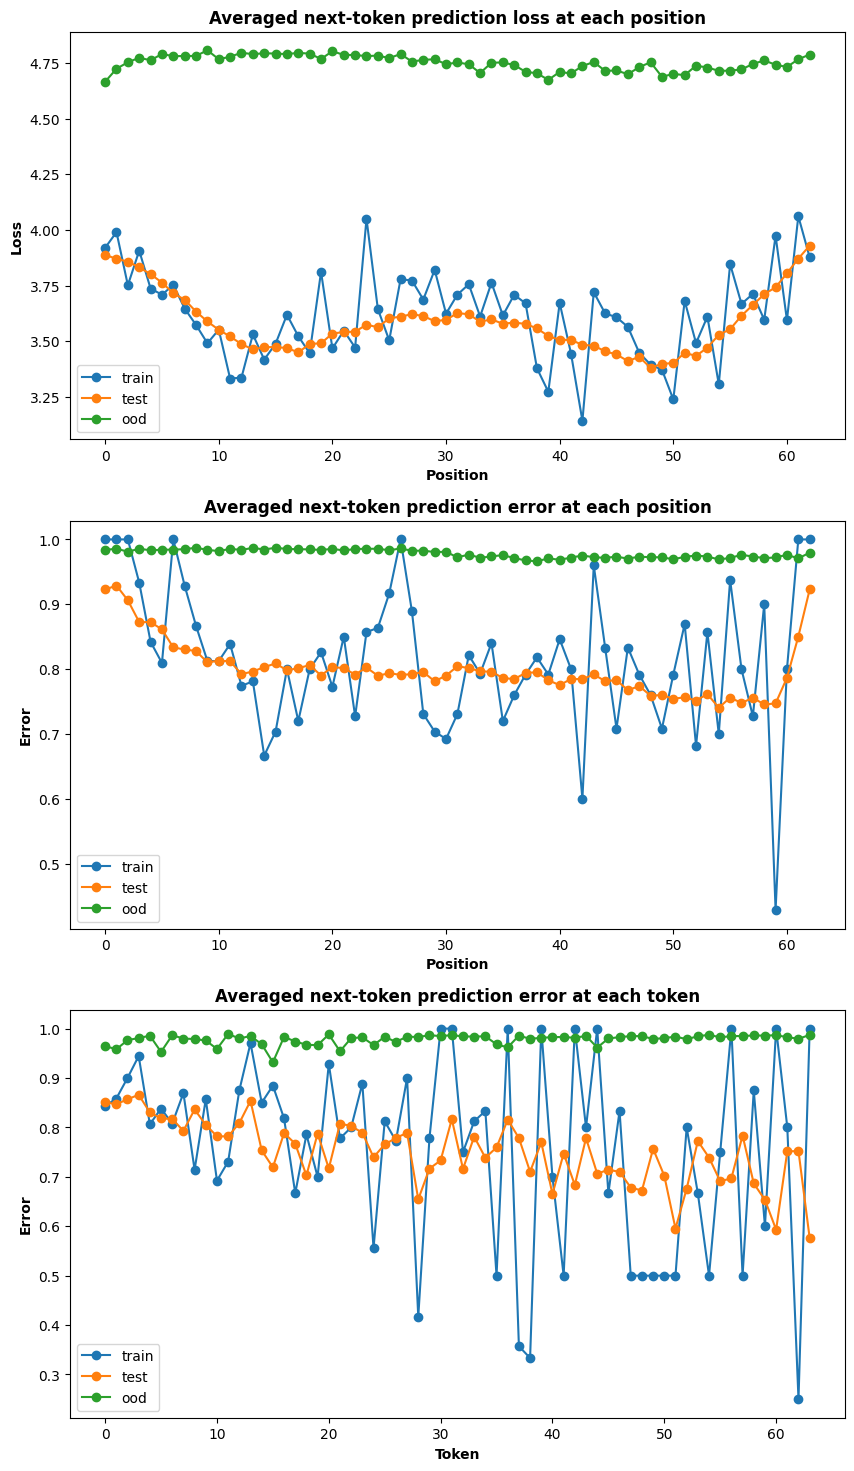 Averaged next-token prediction loss at each position
4.75
4.50
4.25
4.00
3.75
3.50
3.25
Loss
train
test
ood
0 10 20 30 40 50 60
Position
Averaged next-token prediction error at each position
1.0
0.9
0.8
0.7
0.6
0.5
Error
train
test
ood
0 10 20 30 40 50 60
Position
Averaged next-token prediction error at each token
1.0
0.9
0.8
0.7
0.6
0.5
0.4
0.3
Error
train
test
ood
0 10 20 30 40 50 60
Token